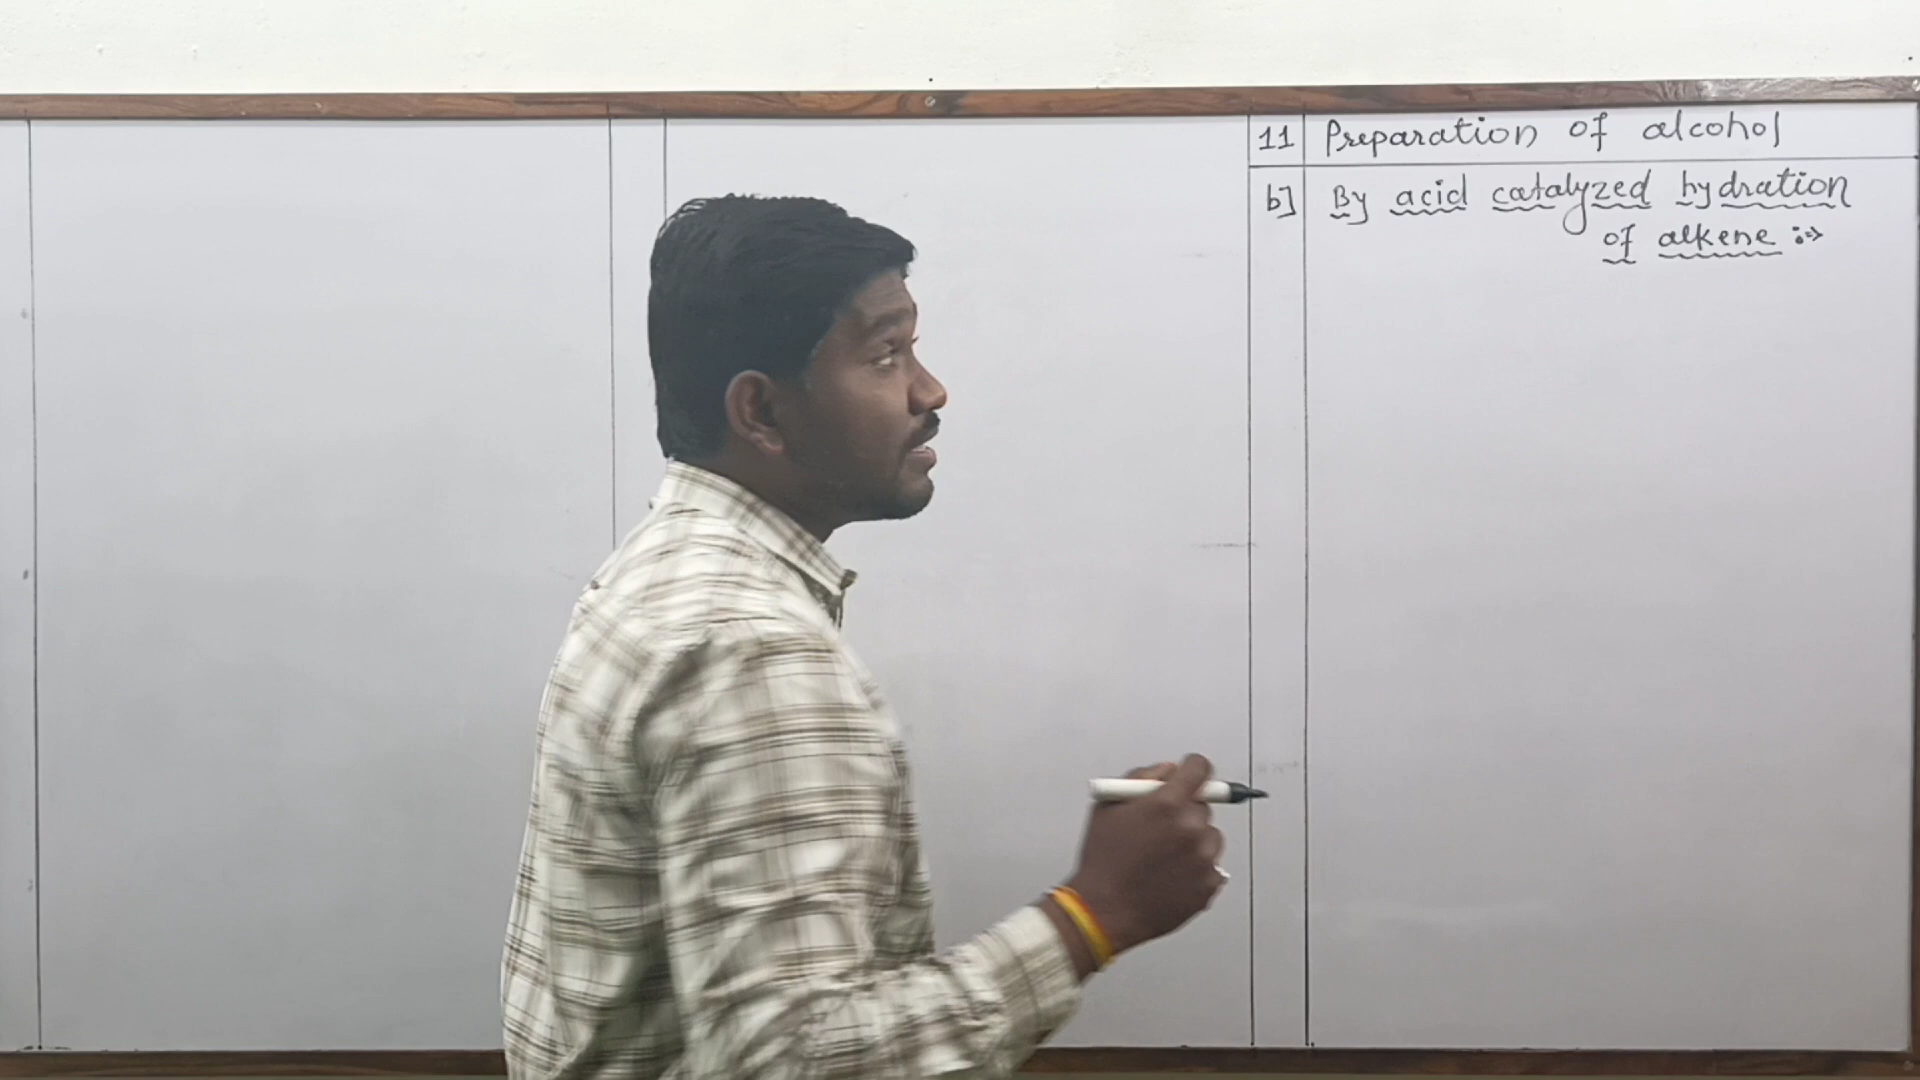 11 Preparation of alcohol
b] By acid catalyzed hydration
of alkene :⇒